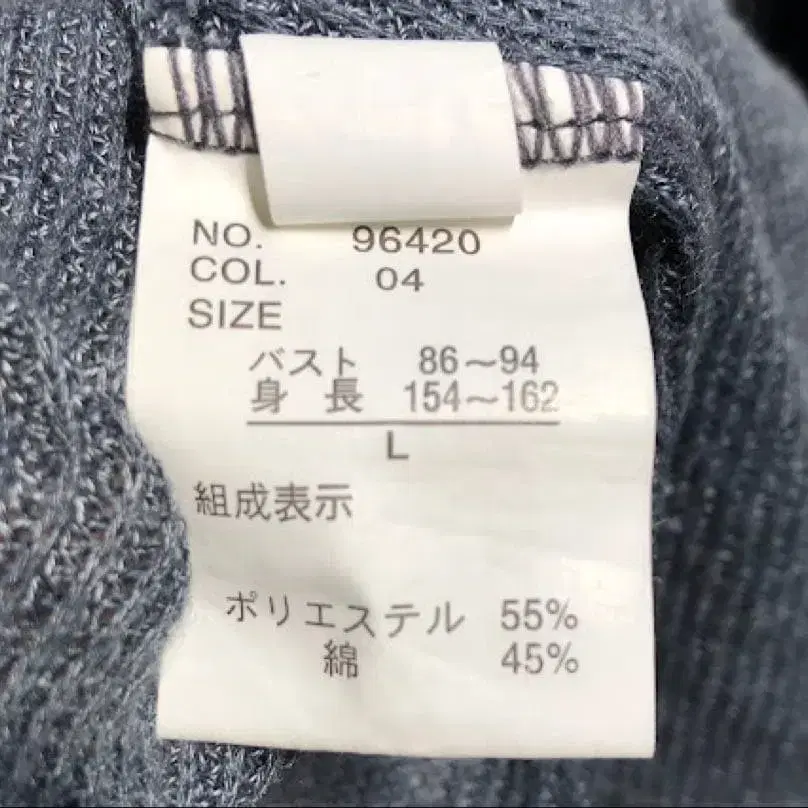 NO. 96420
COL. 04
SIZE
バスト 86～94
身 長 154～162
L
組成表示
ポリエステル 55%
綿 45%